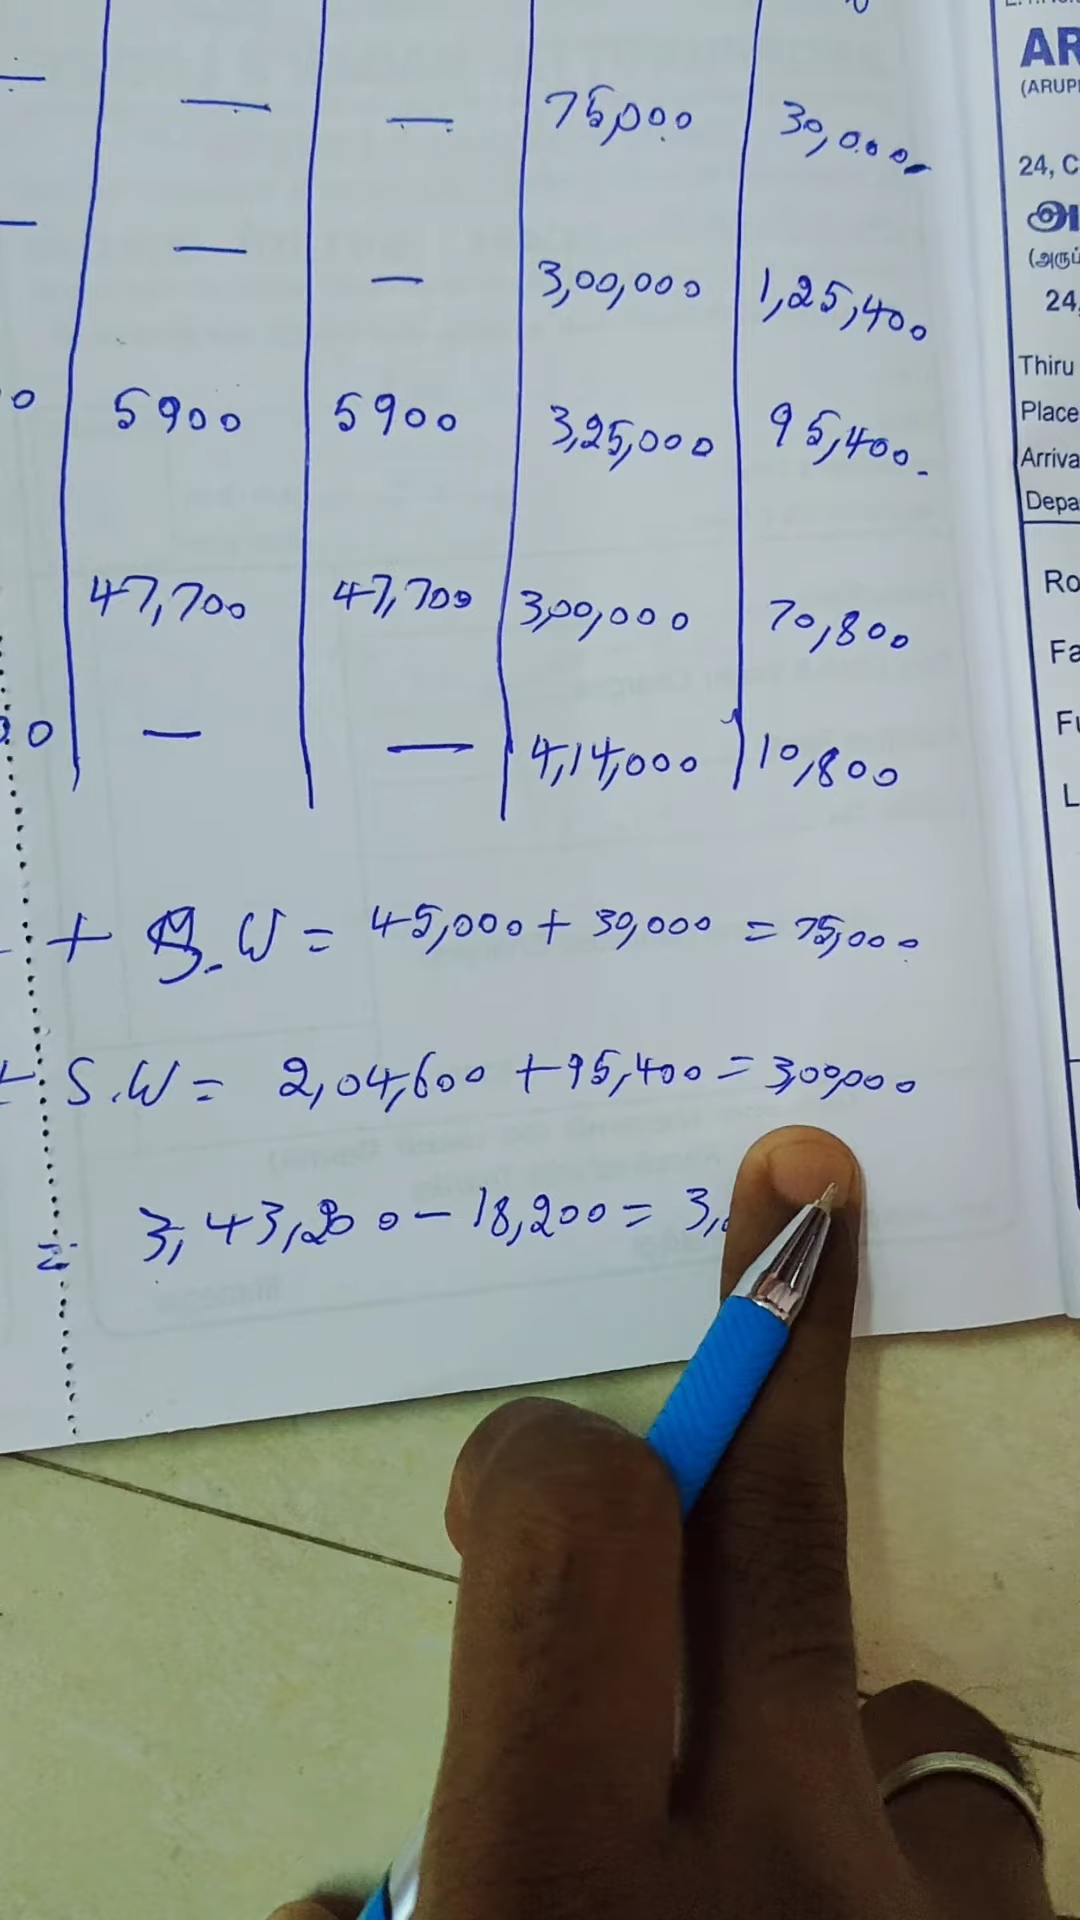 75,000 30,000
3,00,000 1,25,400
0 5900 5900 3,25,000 95,400
47,700 47,700 3,00,000 70,800
0 4,14,000 10,800
+ S.W = 45,000 + 30,000 = 75,000
+ S.W = 2,04,600 + 95,400 = 3,00,000
= 3,43,200 - 18,200 = 3,
AR
(ARUP
24, C
அ
(அருப்
24,
Thiru
Place
Arriva
Depa
Ro
Fa
Fu
L